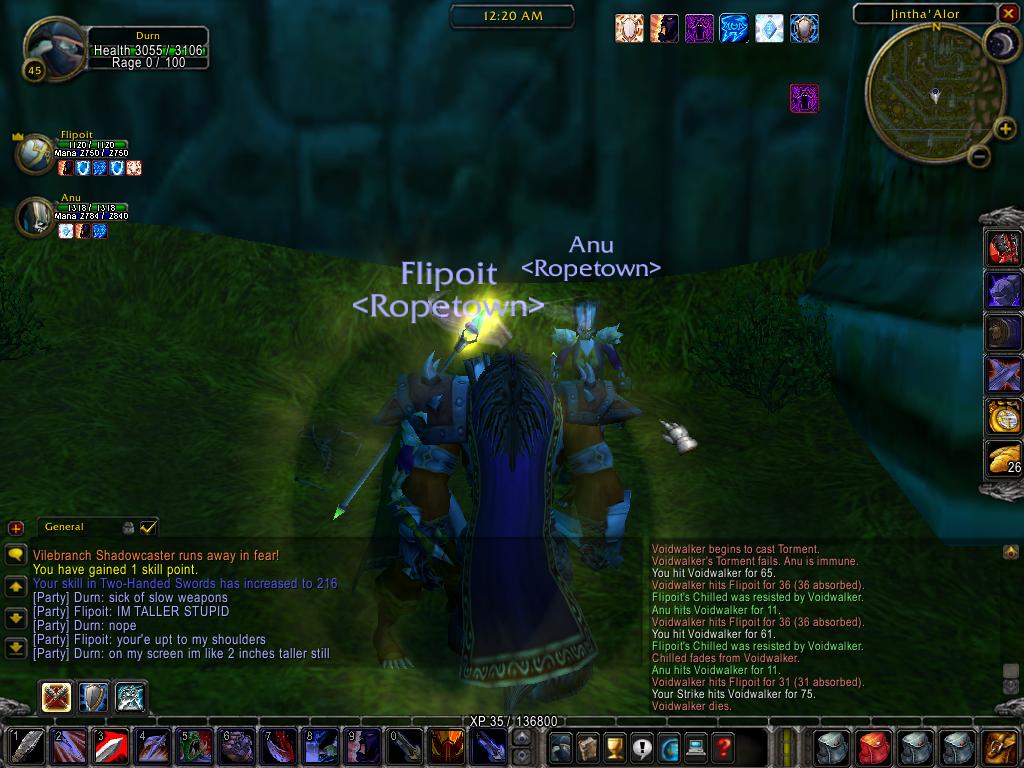 12:20 AM
Jintha'Alor
N
Durn
Health 3055 / 3106
Rage 0 / 100
45
Flipoit
1120 / 1120
Mana 2750 / 2750
Anu
1318 / 1318
Mana 2784 / 2840
Anu
<Ropetown>
Flipoit
<Ropetown>
26
General
Vilebranch Shadowcaster runs away in fear!
You have gained 1 skill point.
Your skill in Two-Handed Swords has increased to 216
[Party] Durn: sick of slow weapons
[Party] Flipoit: IM TALLER STUPID
[Party] Durn: nope
[Party] Flipoit: your'e upt to my shoulders
[Party] Durn: on my screen im like 2 inches taller still
Voidwalker begins to cast Torment.
Voidwalker's Torment fails. Anu is immune.
You hit Voidwalker for 65.
Voidwalker hits Flipoit for 36 (36 absorbed).
Flipoit's Chilled was resisted by Voidwalker.
Anu hits Voidwalker for 11.
Voidwalker hits Flipoit for 36 (36 absorbed).
You hit Voidwalker for 61.
Flipoit's Chilled was resisted by Voidwalker.
Chilled fades from Voidwalker.
Anu hits Voidwalker for 11.
Voidwalker hits Flipoit for 31 (31 absorbed).
Your Strike hits Voidwalker for 75.
Voidwalker dies.
XP 35 / 136800
1 2 3 4 5 6 7 8 9 0 - =